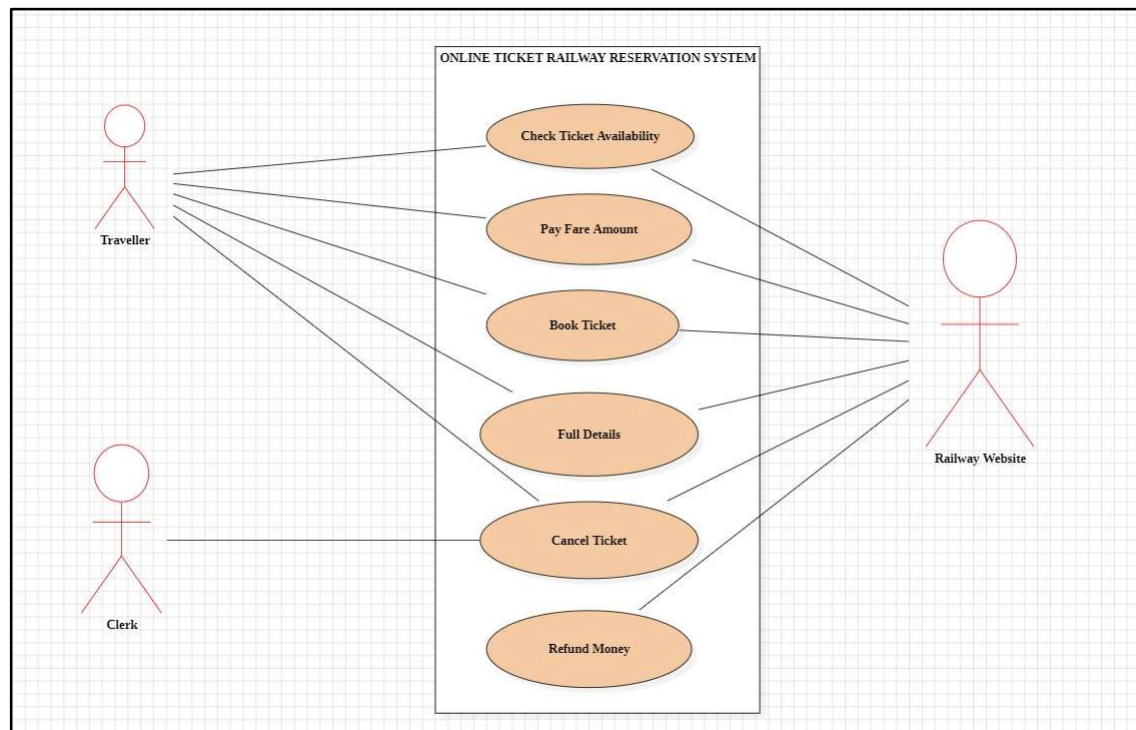 ONLINE TICKET RAILWAY RESERVATION SYSTEM
Check Ticket Availability
Pay Fare Amount
Traveller
Book Ticket
Full Details
Railway Website
Cancel Ticket
Clerk
Refund Money